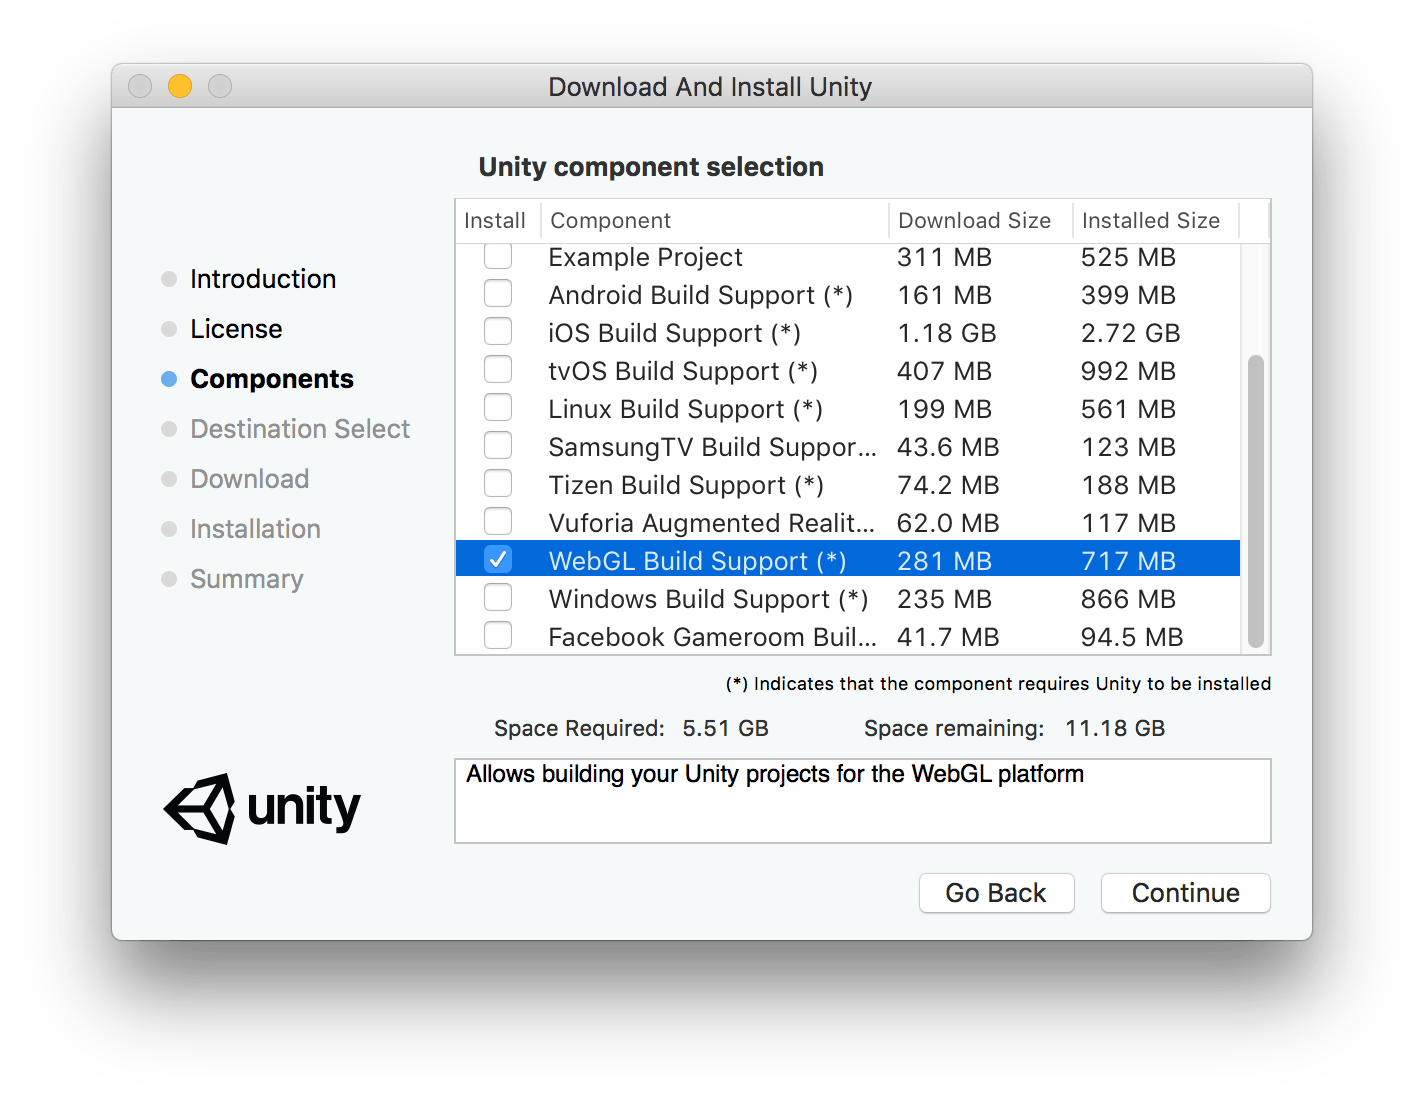 Download And Install Unity
Unity component selection
Introduction
License
Components
Destination Select
Download
Installation
Summary
Install Component Download Size Installed Size
Example Project 311 MB 525 MB
Android Build Support (*) 161 MB 399 MB
iOS Build Support (*) 1.18 GB 2.72 GB
tvOS Build Support (*) 407 MB 992 MB
Linux Build Support (*) 199 MB 561 MB
SamsungTV Build Suppor... 43.6 MB 123 MB
Tizen Build Support (*) 74.2 MB 188 MB
Vuforia Augmented Realit... 62.0 MB 117 MB
WebGL Build Support (*) 281 MB 717 MB
Windows Build Support (*) 235 MB 866 MB
Facebook Gameroom Buil... 41.7 MB 94.5 MB
(*) Indicates that the component requires Unity to be installed
Space Required: 5.51 GB Space remaining: 11.18 GB
Allows building your Unity projects for the WebGL platform
unity
Go Back Continue